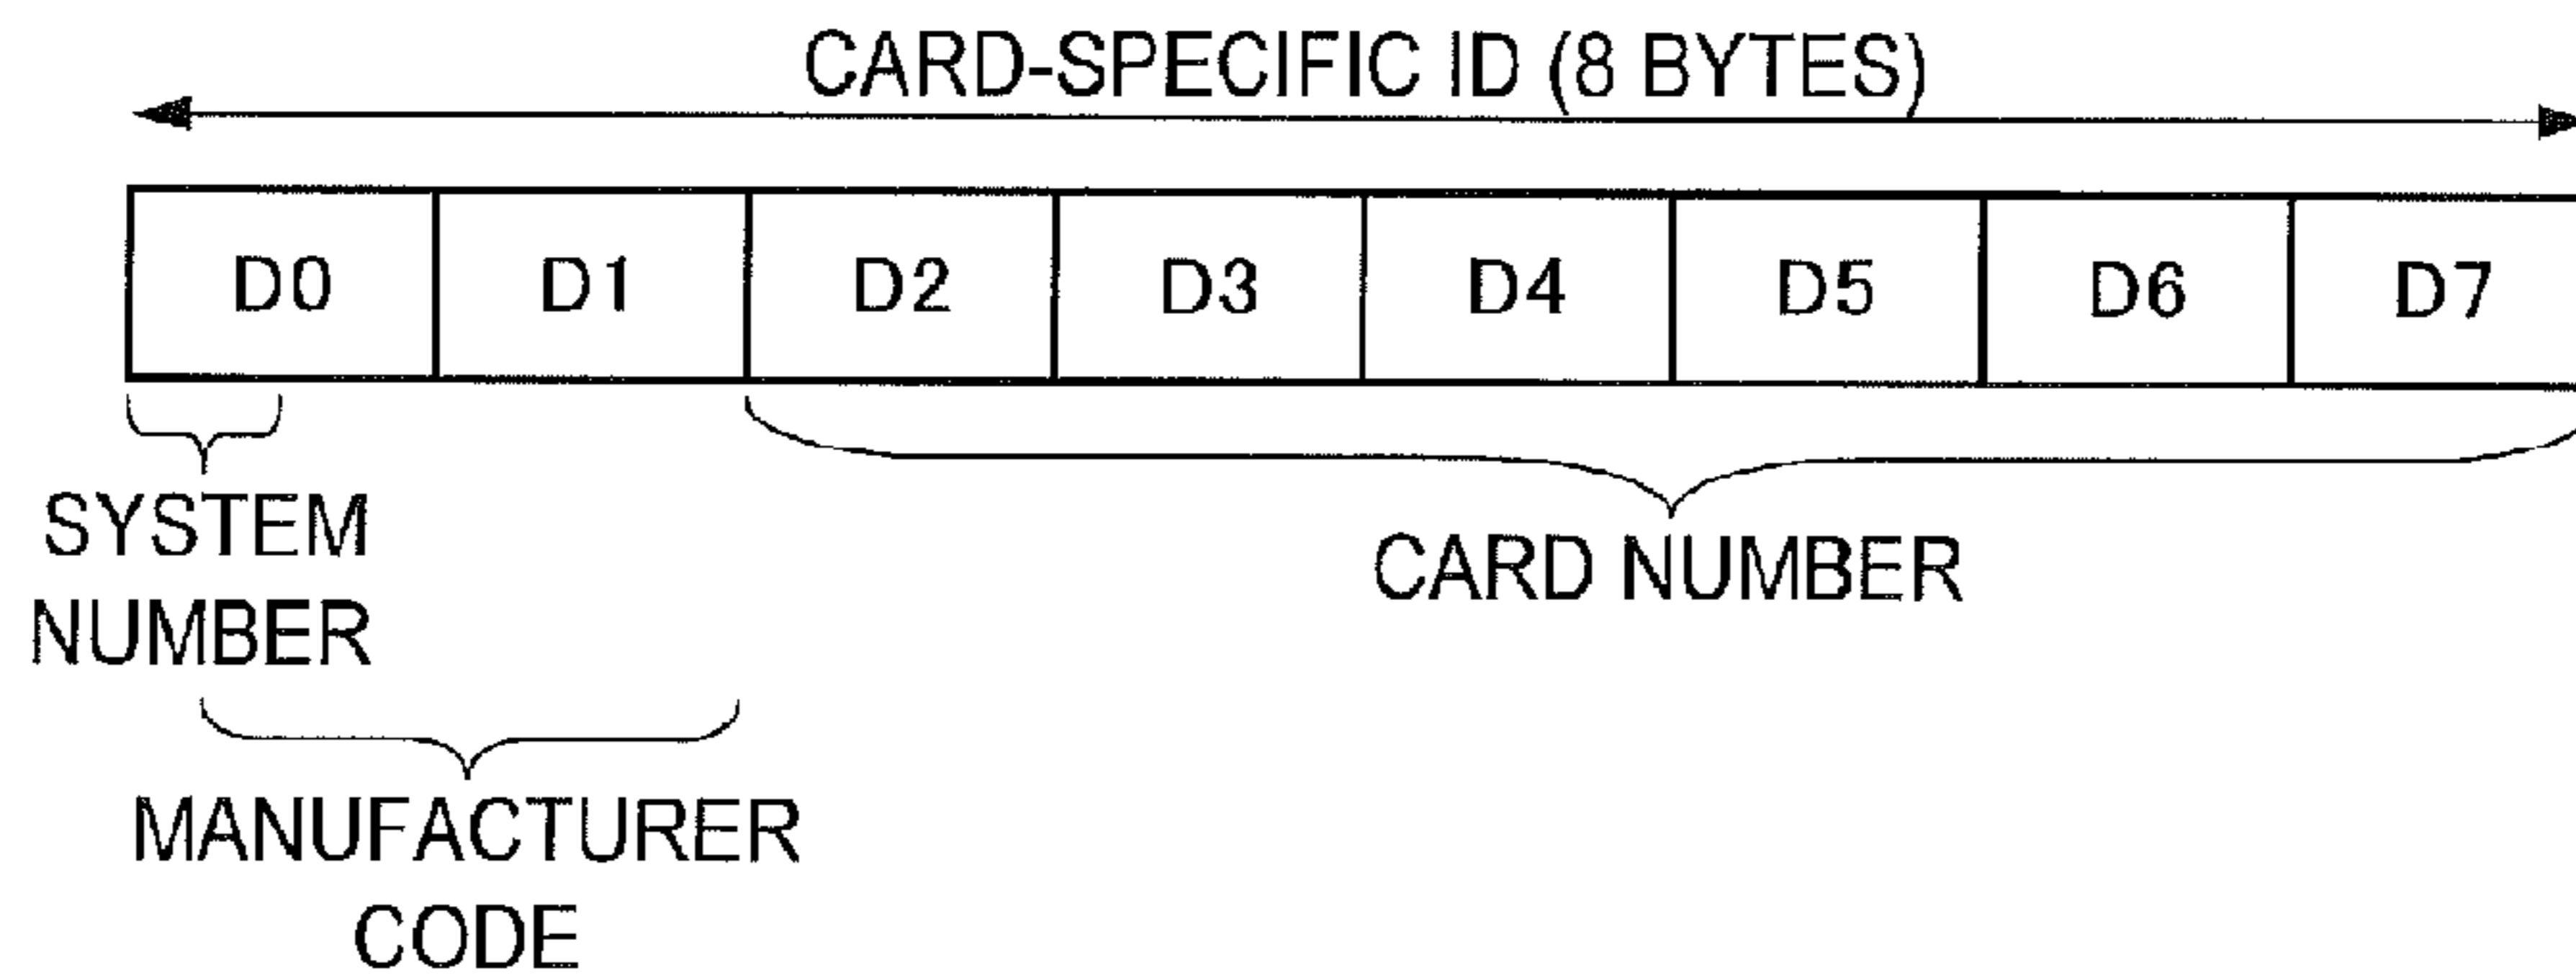 CARD-SPECIFIC ID (8 BYTES)
D0 D1 D2 D3 D4 D5 D6 D7
SYSTEM
NUMBER
CARD NUMBER
MANUFACTURER
CODE